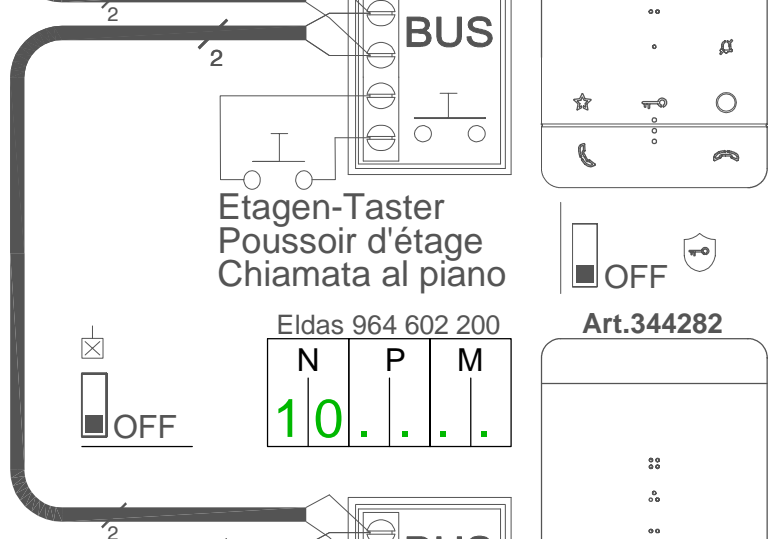 2
BUS
2
Etagen-Taster
Poussoir d'étage
Chiamata al piano
OFF
Eldas 964 602 200
Art.344282
N P M
10. . . .
OFF
2
BUS